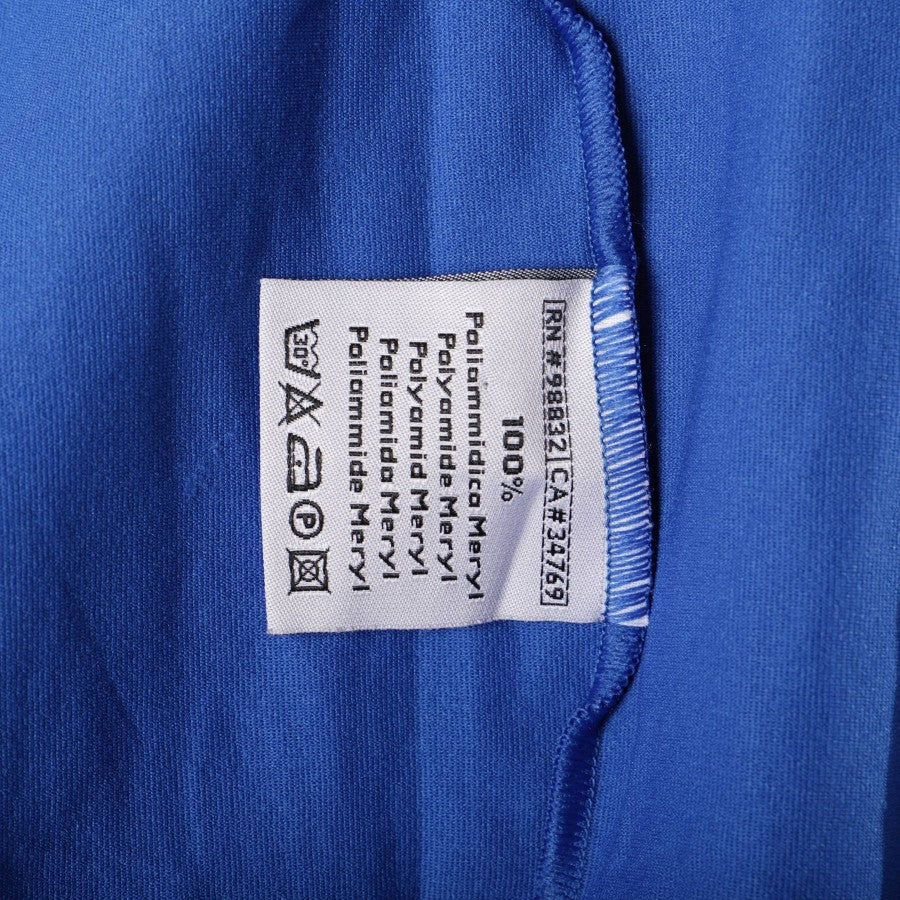 RN #98832 CA #34769
100%
Poliammidica Meryl
Polyamide Meryl
Polyamid Meryl
Poliamida Meryl
Poliammide Meryl
30°
P